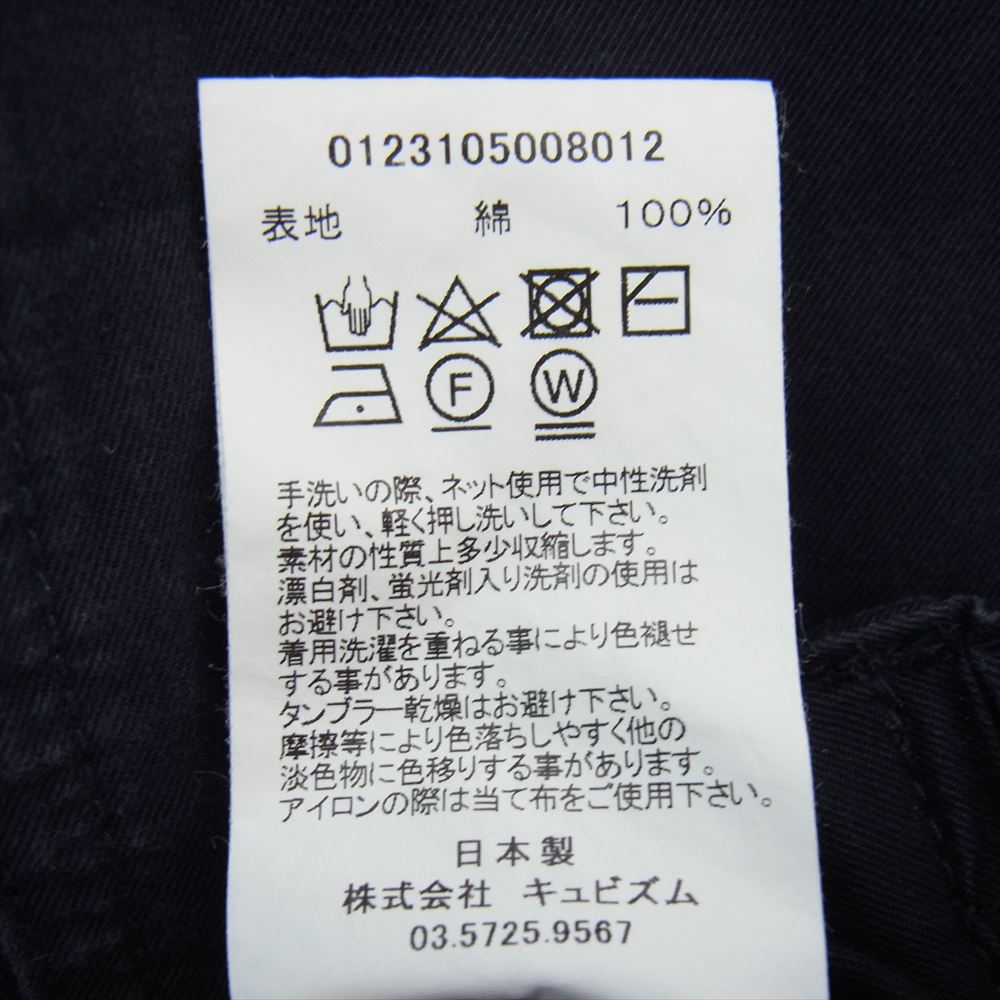 0123105008012
表地 綿 100%
F W
手洗いの際、ネット使用で中性洗剤
を使い、軽く押し洗いして下さい。
素材の性質上多少収縮します。
漂白剤、蛍光剤入り洗剤の使用は
お避け下さい。
着用洗濯を重ねる事により色褪せ
する事があります。
タンブラー乾燥はお避け下さい。
摩擦等により色落ちしやすく他の
淡色物に色移りする事があります。
アイロンの際は当て布をご使用下さい。
日本製
株式会社 キュビズム
03.5725.9567